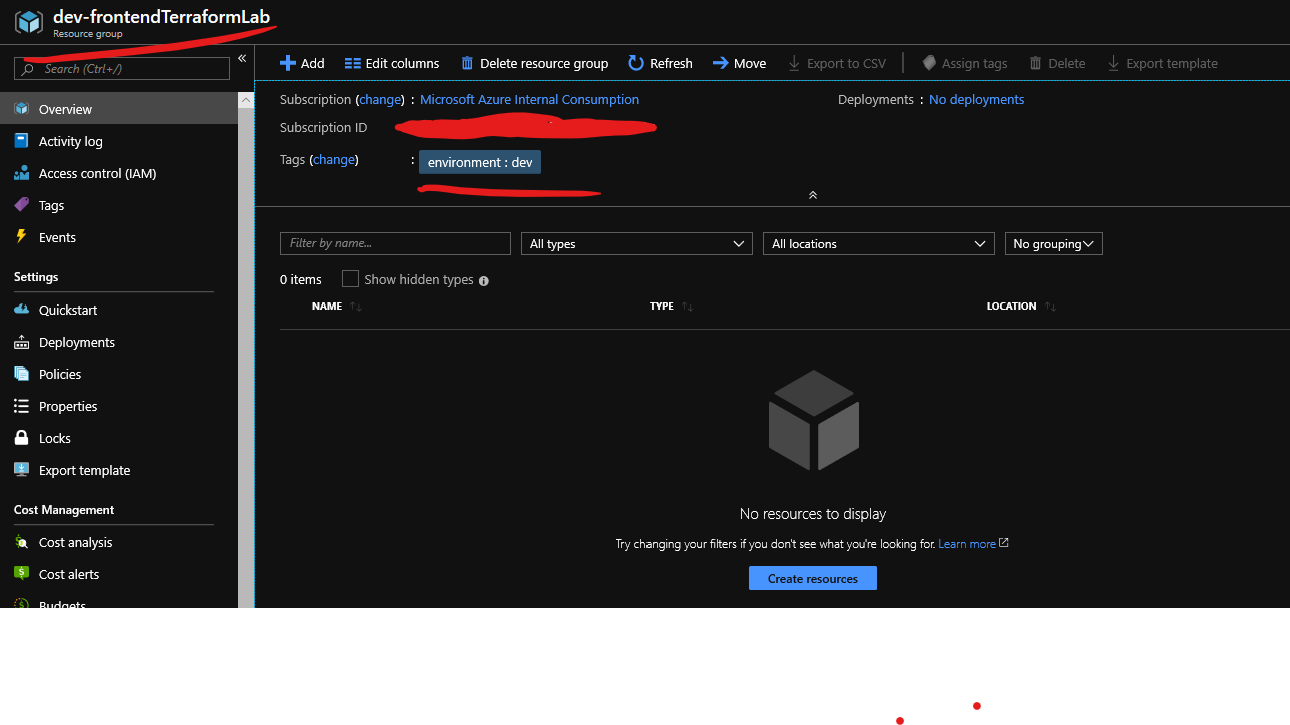 dev-frontendTerraformLab
Resource group
Search (Ctrl+/)
Overview
Activity log
Access control (IAM)
Tags
Events
Settings
Quickstart
Deployments
Policies
Properties
Locks
Export template
Cost Management
Cost analysis
Cost alerts
Budgets
Add Edit columns Delete resource group Refresh Move Export to CSV Assign tags Delete Export template
Subscription (change) : Microsoft Azure Internal Consumption Deployments : No deployments
Subscription ID
Tags (change) : environment : dev
Filter by name... All types All locations No grouping
0 items Show hidden types
NAME TYPE LOCATION
No resources to display
Try changing your filters if you don't see what you're looking for. Learn more
Create resources